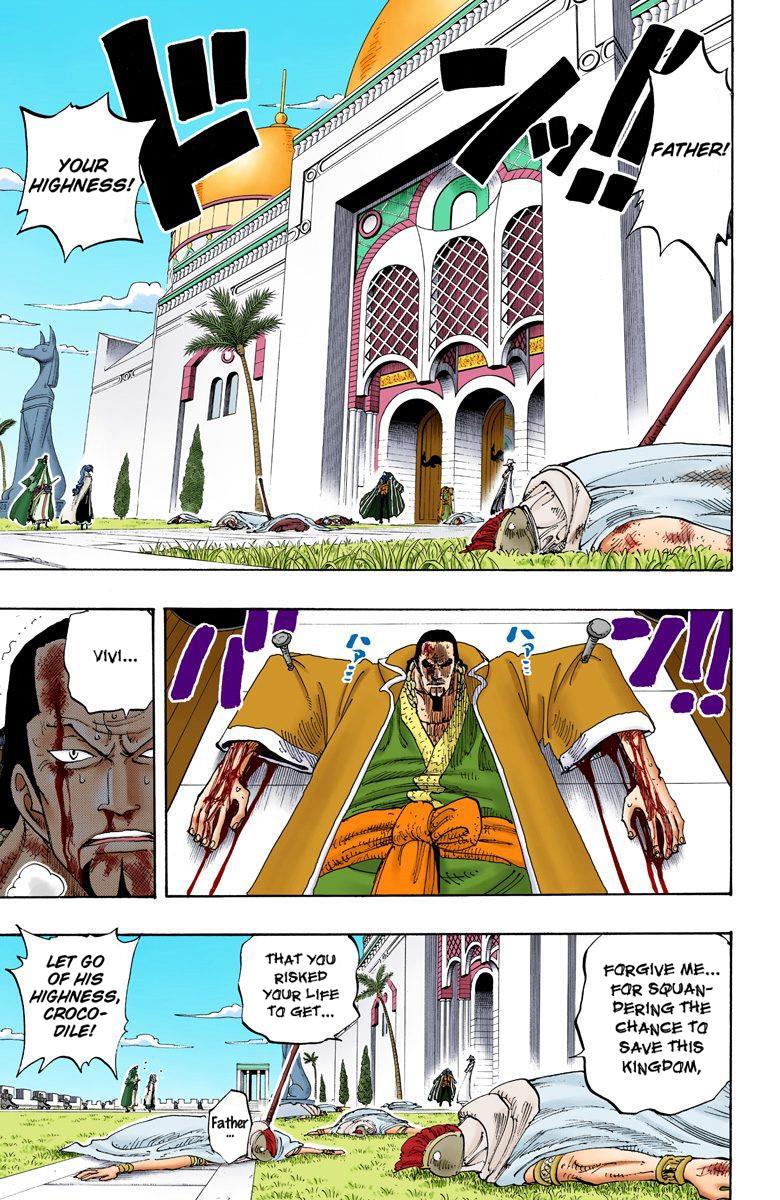 FATHER!
ドンッ!!
YOUR
HIGHNESS!
バン!!
ハァ…
ハァ…
VIVI...
FORGIVE ME...
FOR SQUAN-
DERING THE
CHANCE TO
SAVE THIS
KINGDOM,
THAT YOU
RISKED
YOUR LIFE
TO GET...
Father
...
LET GO
OF HIS
HIGHNESS,
CROCO-
DILE!